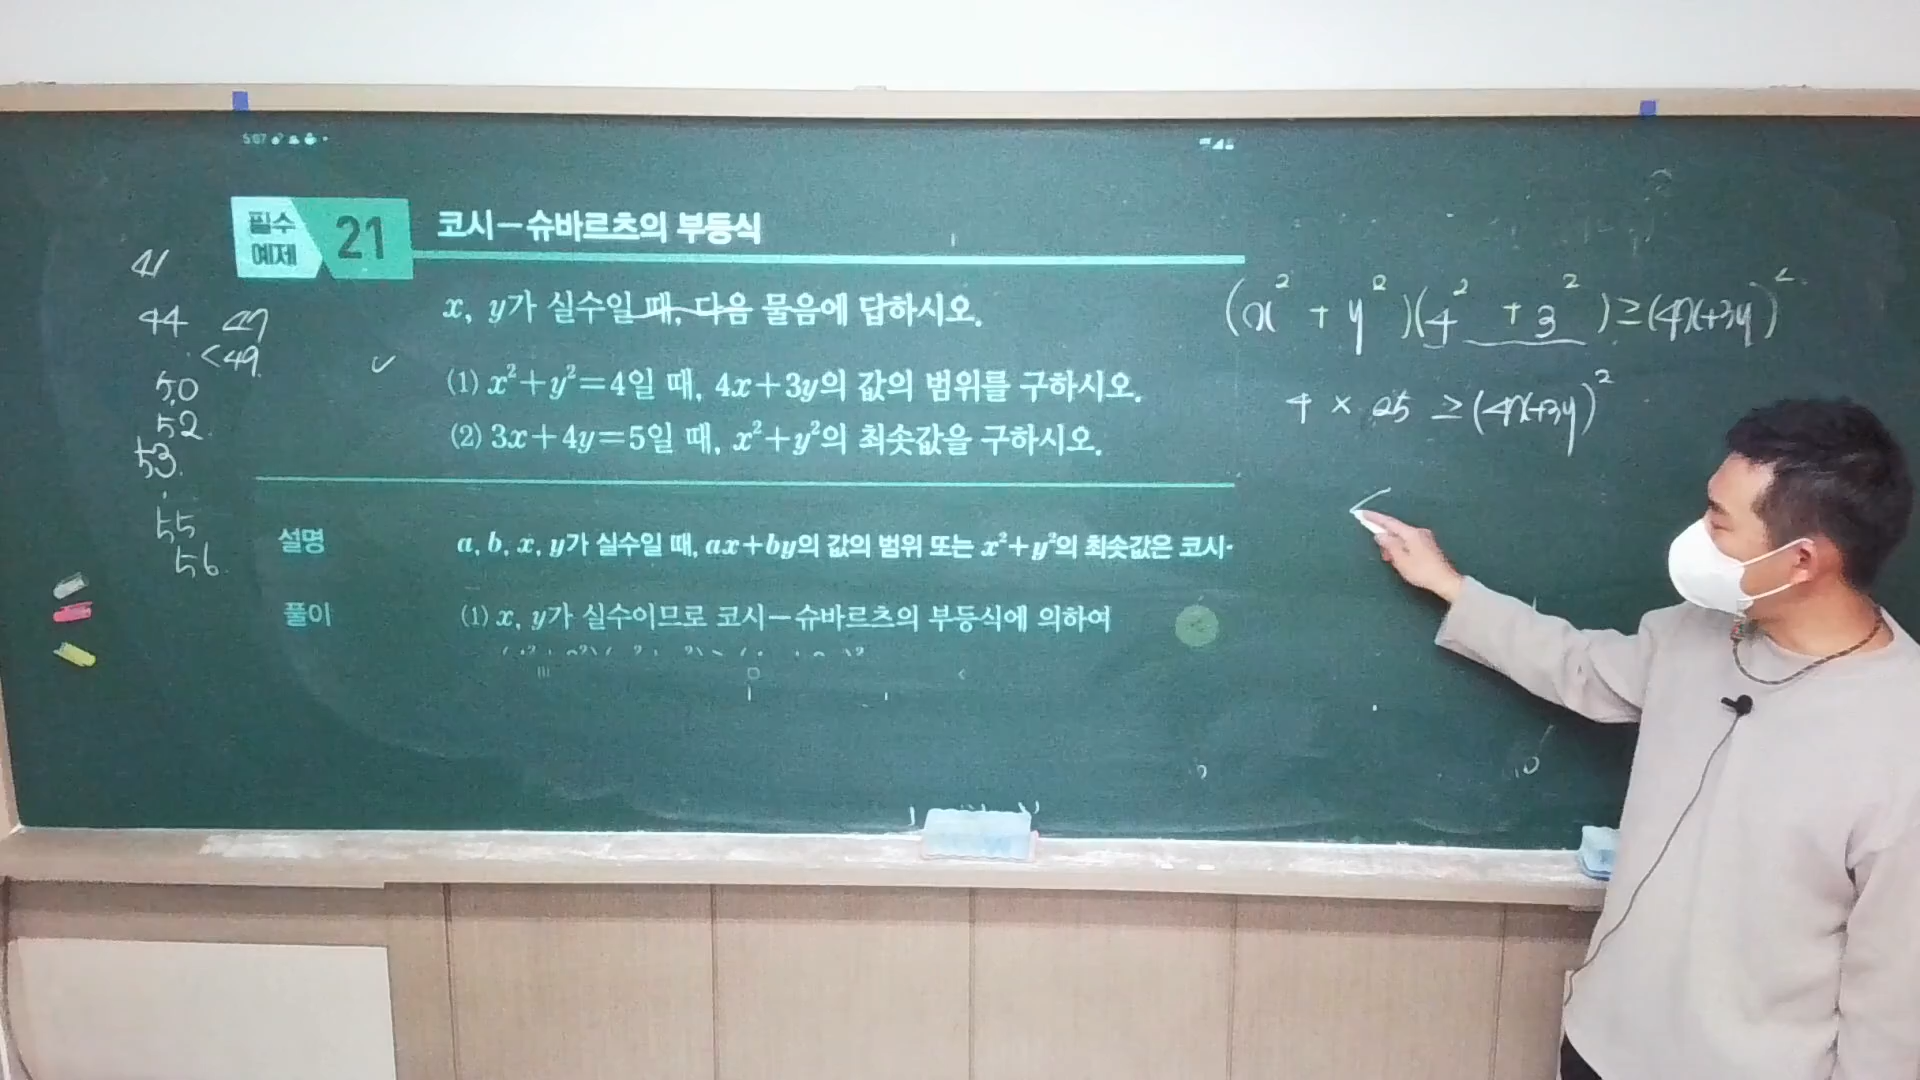 5:07
필수 예제 21 코시-슈바르츠의 부등식
x, y가 실수일 때, 다음 물음에 답하시오.
(1) x²+y²=4일 때, 4x+3y의 값의 범위를 구하시오.
(2) 3x+4y=5일 때, x²+y²의 최솟값을 구하시오.
설명 a, b, x, y가 실수일 때, ax+by의 값의 범위 또는 x²+y²의 최솟값은 코시-
풀이 (1) x, y가 실수이므로 코시-슈바르츠의 부등식에 의하여
41
44 47
<49.
50
52.
53.
55
56.
(x² + y²)(4² + 3²) ≥ (4x+3y)²
4 × 25 ≥ (4x+3y)²